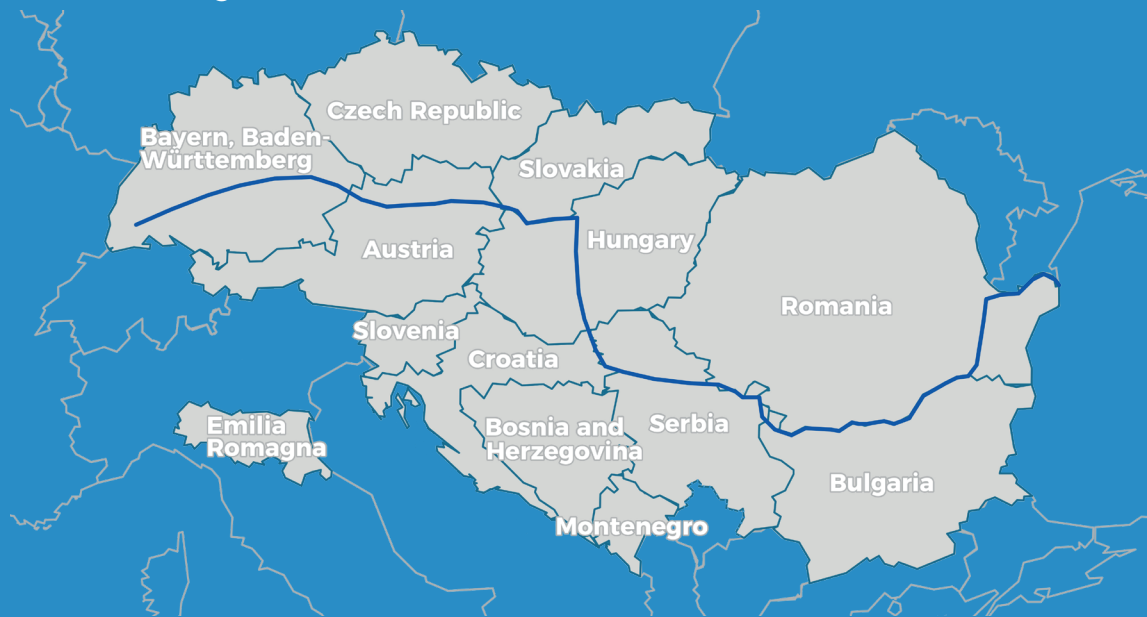 Czech Republic
Bayern, Baden-
Württemberg
Slovakia
Hungary
Austria
Romania
Slovenia
Croatia
Emilia
Romagna
Bosnia and
Herzegovina
Serbia
Bulgaria
Montenegro